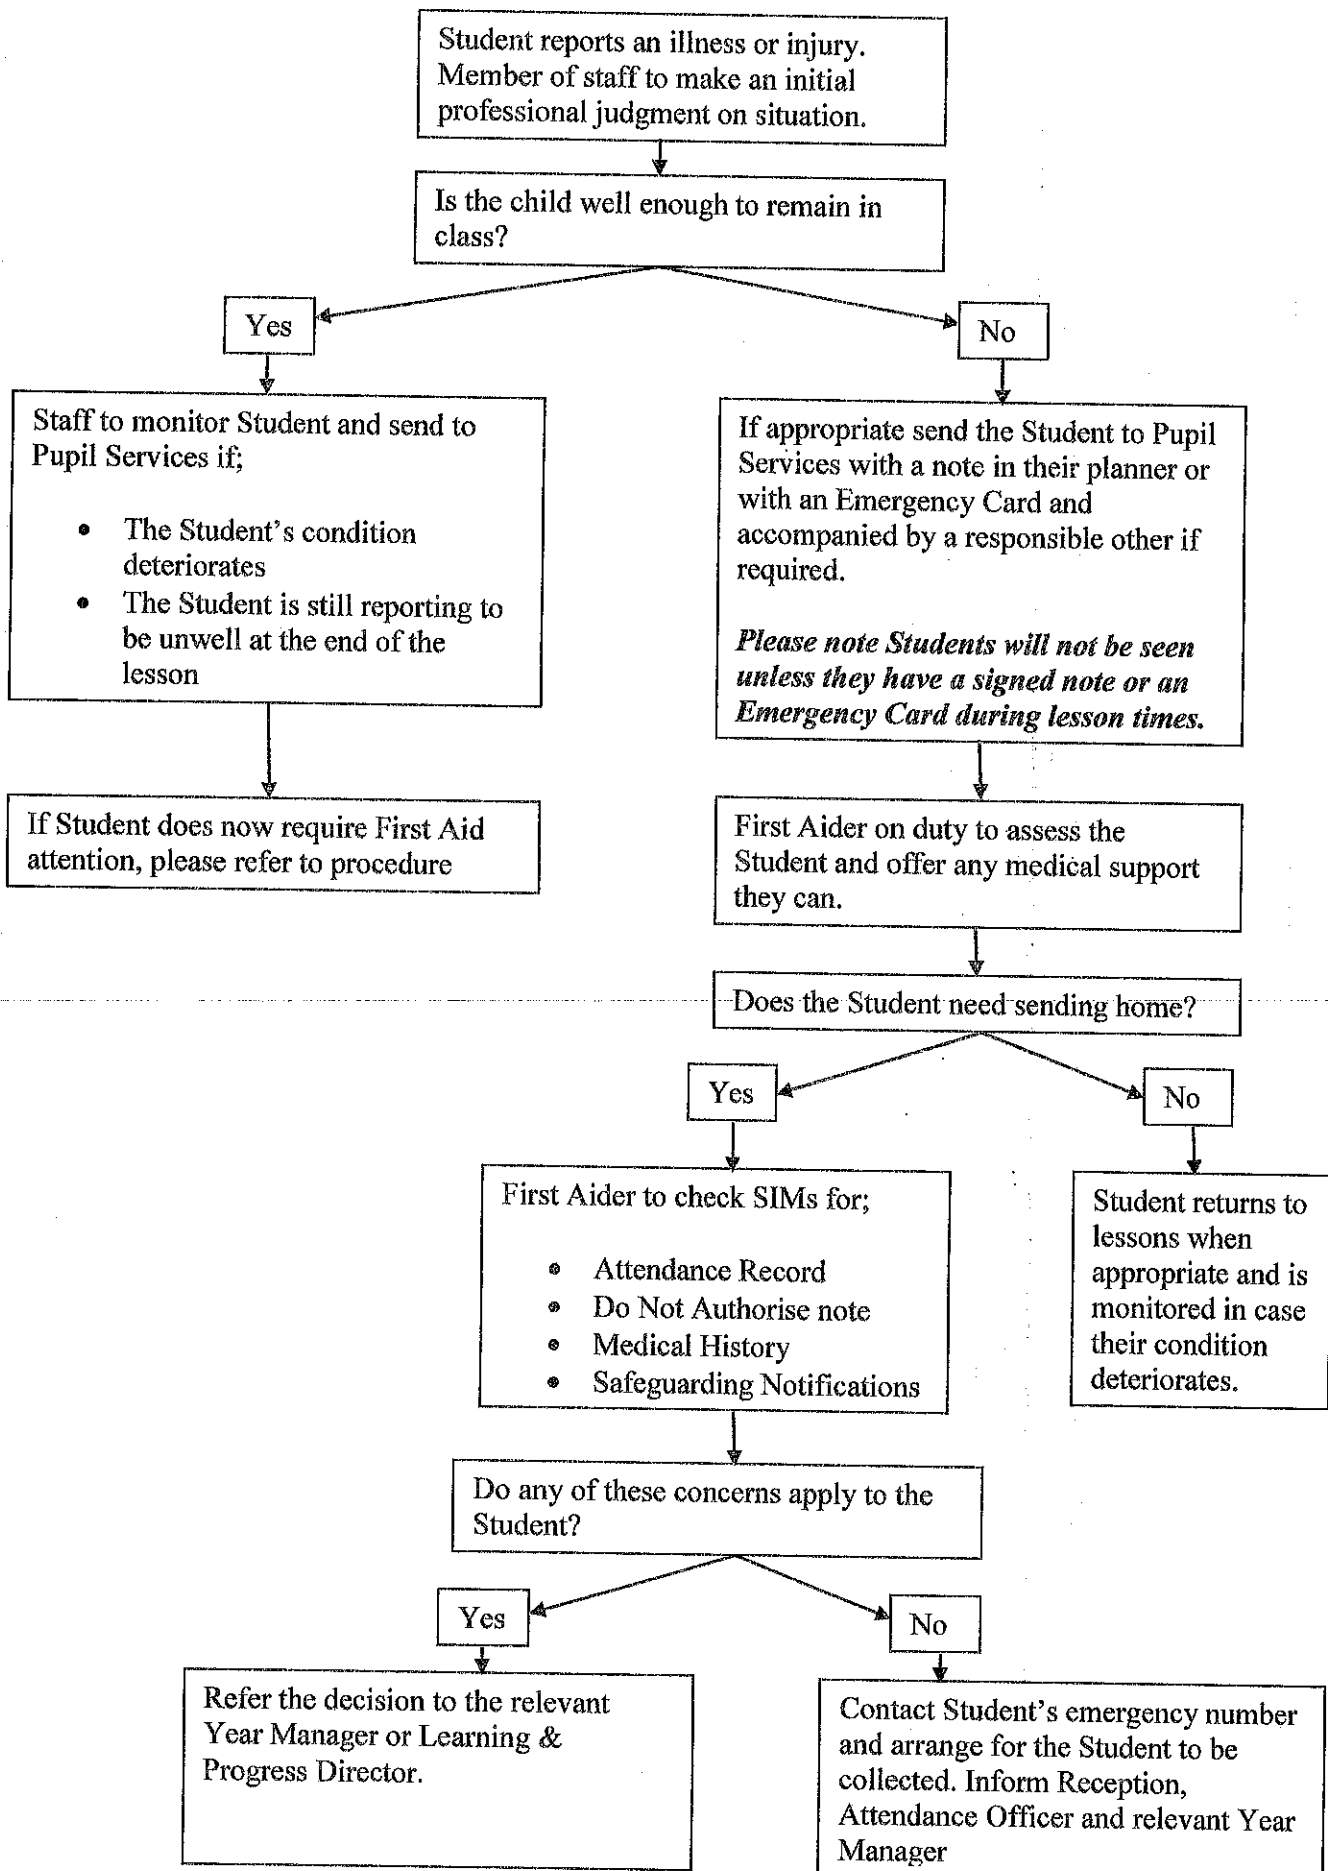 Student reports an illness or injury.
Member of staff to make an initial
professional judgment on situation.
Is the child well enough to remain in
class?
Yes
No
Staff to monitor Student and send to
Pupil Services if;
• The Student's condition
deteriorates
• The Student is still reporting to
be unwell at the end of the
lesson
If appropriate send the Student to Pupil
Services with a note in their planner or
with an Emergency Card and
accompanied by a responsible other if
required.
Please note Students will not be seen
unless they have a signed note or an
Emergency Card during lesson times.
If Student does now require First Aid
attention, please refer to procedure
First Aider on duty to assess the
Student and offer any medical support
they can.
Does the Student need sending home?
Yes
No
First Aider to check SIMs for;
• Attendance Record
• Do Not Authorise note
• Medical History
• Safeguarding Notifications
Student returns to
lessons when
appropriate and is
monitored in case
their condition
deteriorates.
Do any of these concerns apply to the
Student?
Yes
No
Refer the decision to the relevant
Year Manager or Learning &
Progress Director.
Contact Student's emergency number
and arrange for the Student to be
collected. Inform Reception,
Attendance Officer and relevant Year
Manager